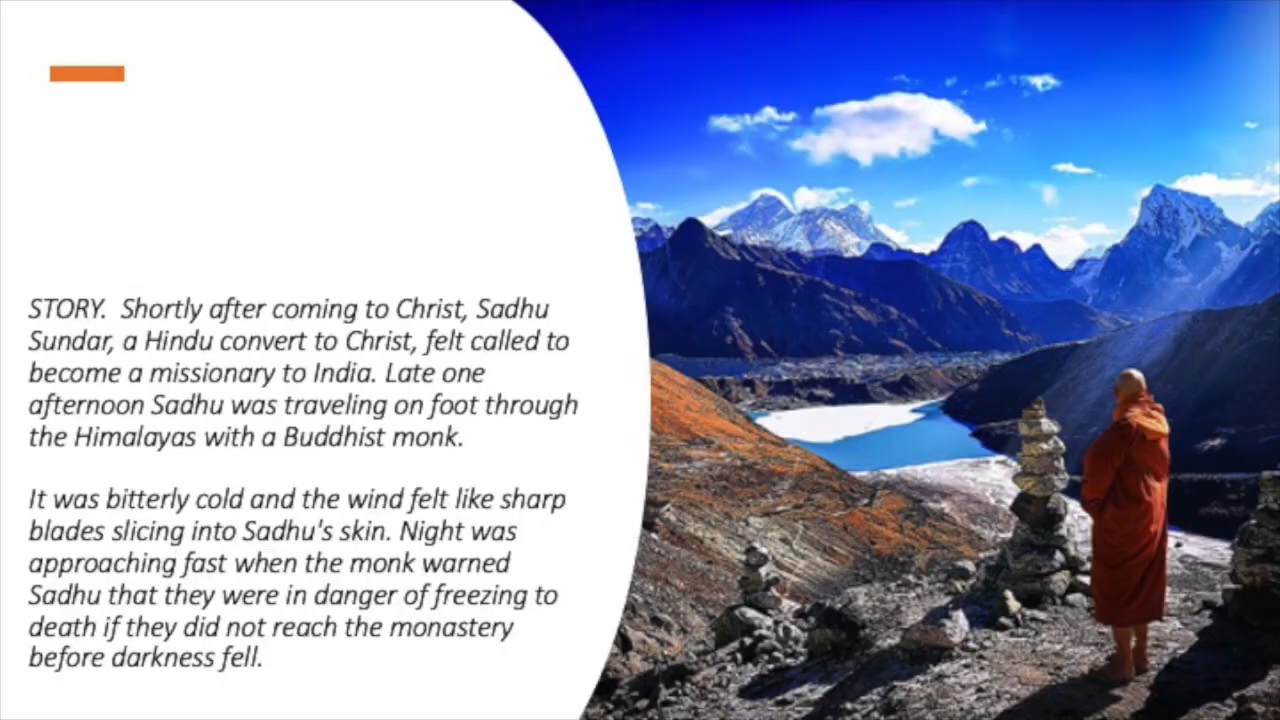 STORY.  Shortly after coming to Christ, Sadhu
Sundar, a Hindu convert to Christ, felt called to
become a missionary to India. Late one
afternoon Sadhu was traveling on foot through
the Himalayas with a Buddhist monk.
It was bitterly cold and the wind felt like sharp
blades slicing into Sadhu's skin. Night was
approaching fast when the monk warned
Sadhu that they were in danger of freezing to
death if they did not reach the monastery
before darkness fell.